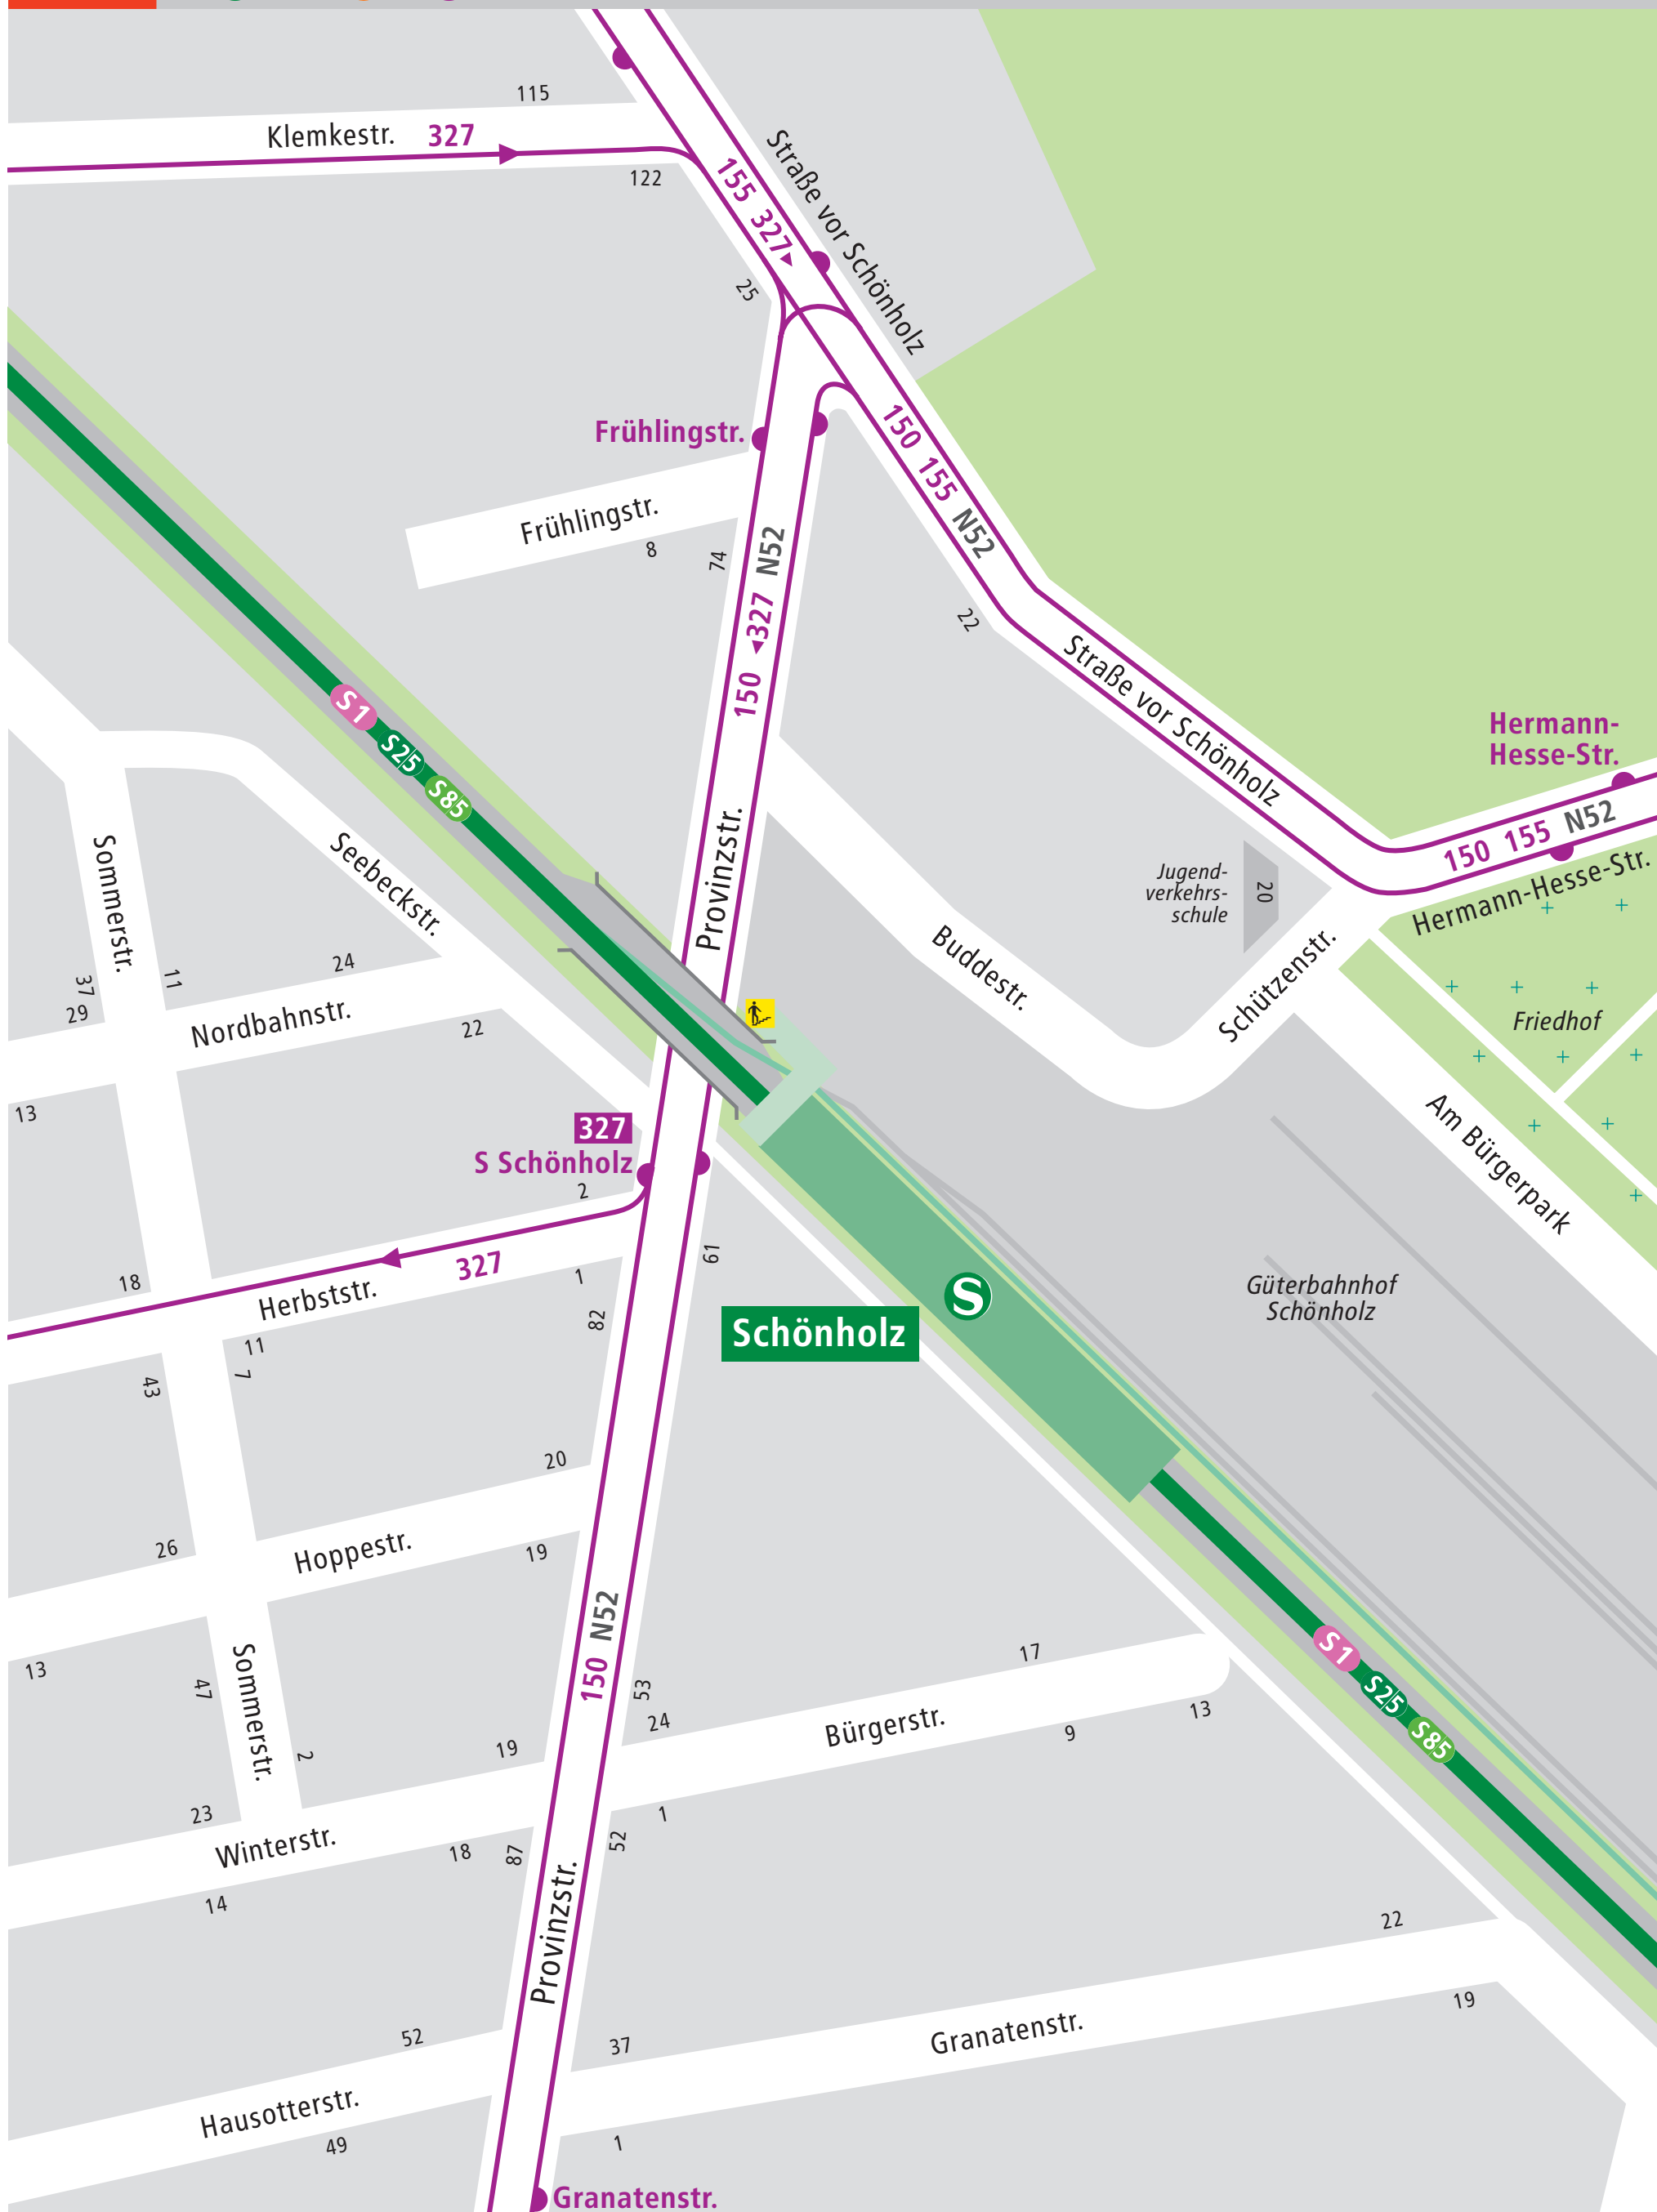 115
Klemkestr. 327
122
Straße vor Schönholz
155 327
25
Frühlingstr.
150 155 N52
Frühlingstr.
8
74
150 327 N52
22
Straße vor Schönholz
Hermann-
Hesse-Str.
S1 S25 S85
150 155 N52
Hermann-Hesse-Str.
Jugend-
verkehrs-
schule
20
Provinzstr.
Seebeckstr.
Sommerstr.
Buddestr.
Schützenstr.
37
11
24
29
Nordbahnstr.
22
13
Friedhof
Am Bürgerpark
327
S Schönholz
2
61
18
327
Herbststr.
1
82
11
7
43
S
Schönholz
Güterbahnhof
Schönholz
20
26
Hoppestr.
19
13
47
Sommerstr.
2
150 N52
53
24
17
Bürgerstr.
13
9
S1 S25 S85
19
23
Winterstr.
18
14
87
1
52
Provinzstr.
22
19
52
37
Granatenstr.
Hausotterstr.
49
1
Granatenstr.